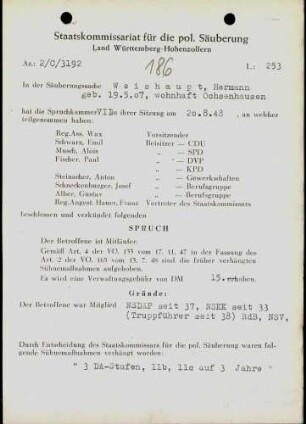 Staatskommissariat für die pol. Säuberung
Land Württemberg-Hohenzollern
Az.: 2/C/3192
186
L.: 253
In der Säuberungssache Weishaupt, Hermann
geb. 19.5.07, wohnhaft Ochsenhausen
hat die Spruchkammer VIII in ihrer Sitzung am 20.8.48, an welcher
teilgenommen haben:
Reg.Ass. Wax Vorsitzender
Schwarz, Emil Beisitzer — CDU
Musch, Alois „ — SPD
Fischer, Paul „ — DVP
„ — KPD
Steinacher, Anton „ — Gewerkschaften
Schneckenburger, Josef „ — Berufsgruppe
Alber, Gustav „ — Berufsgruppe
Reg.Angest. Hauer, Franz Vertreter des Staatskommissars
beschlossen und verkündet folgenden
SPRUCH
Der Betroffene ist Mitläufer.
Gemäß Art. 4 der VO. 133 vom 17. 11. 47 in der Fassung des
Art. 2 der VO. 165 vom 13. 7. 48 sind die früher verhängten
Sühnemaßnahmen aufgehoben.
Es wird eine Verwaltungsgebühr von DM 15.- erhoben.
Gründe:
Der Betroffene war Mitglied NSDAP seit 37, NSKK seit 33
(Truppführer seit 38) RdB, NSV,
Durch Entscheidung des Staatskommissars für die pol. Säuberung waren fol-
gende Sühnemaßnahmen verhängt worden:
" 3 DA-Stufen, 11b, 11c auf 3 Jahre "